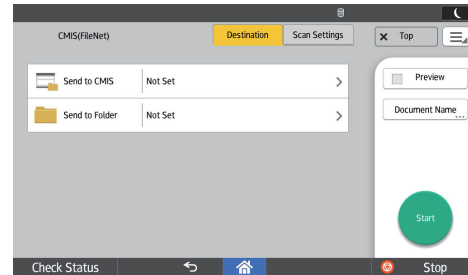 CMIS(FileNet) Destination Scan Settings Top
Send to CMIS Not Set Preview
Send to Folder Not Set Document Name...
Start
Check Status Stop